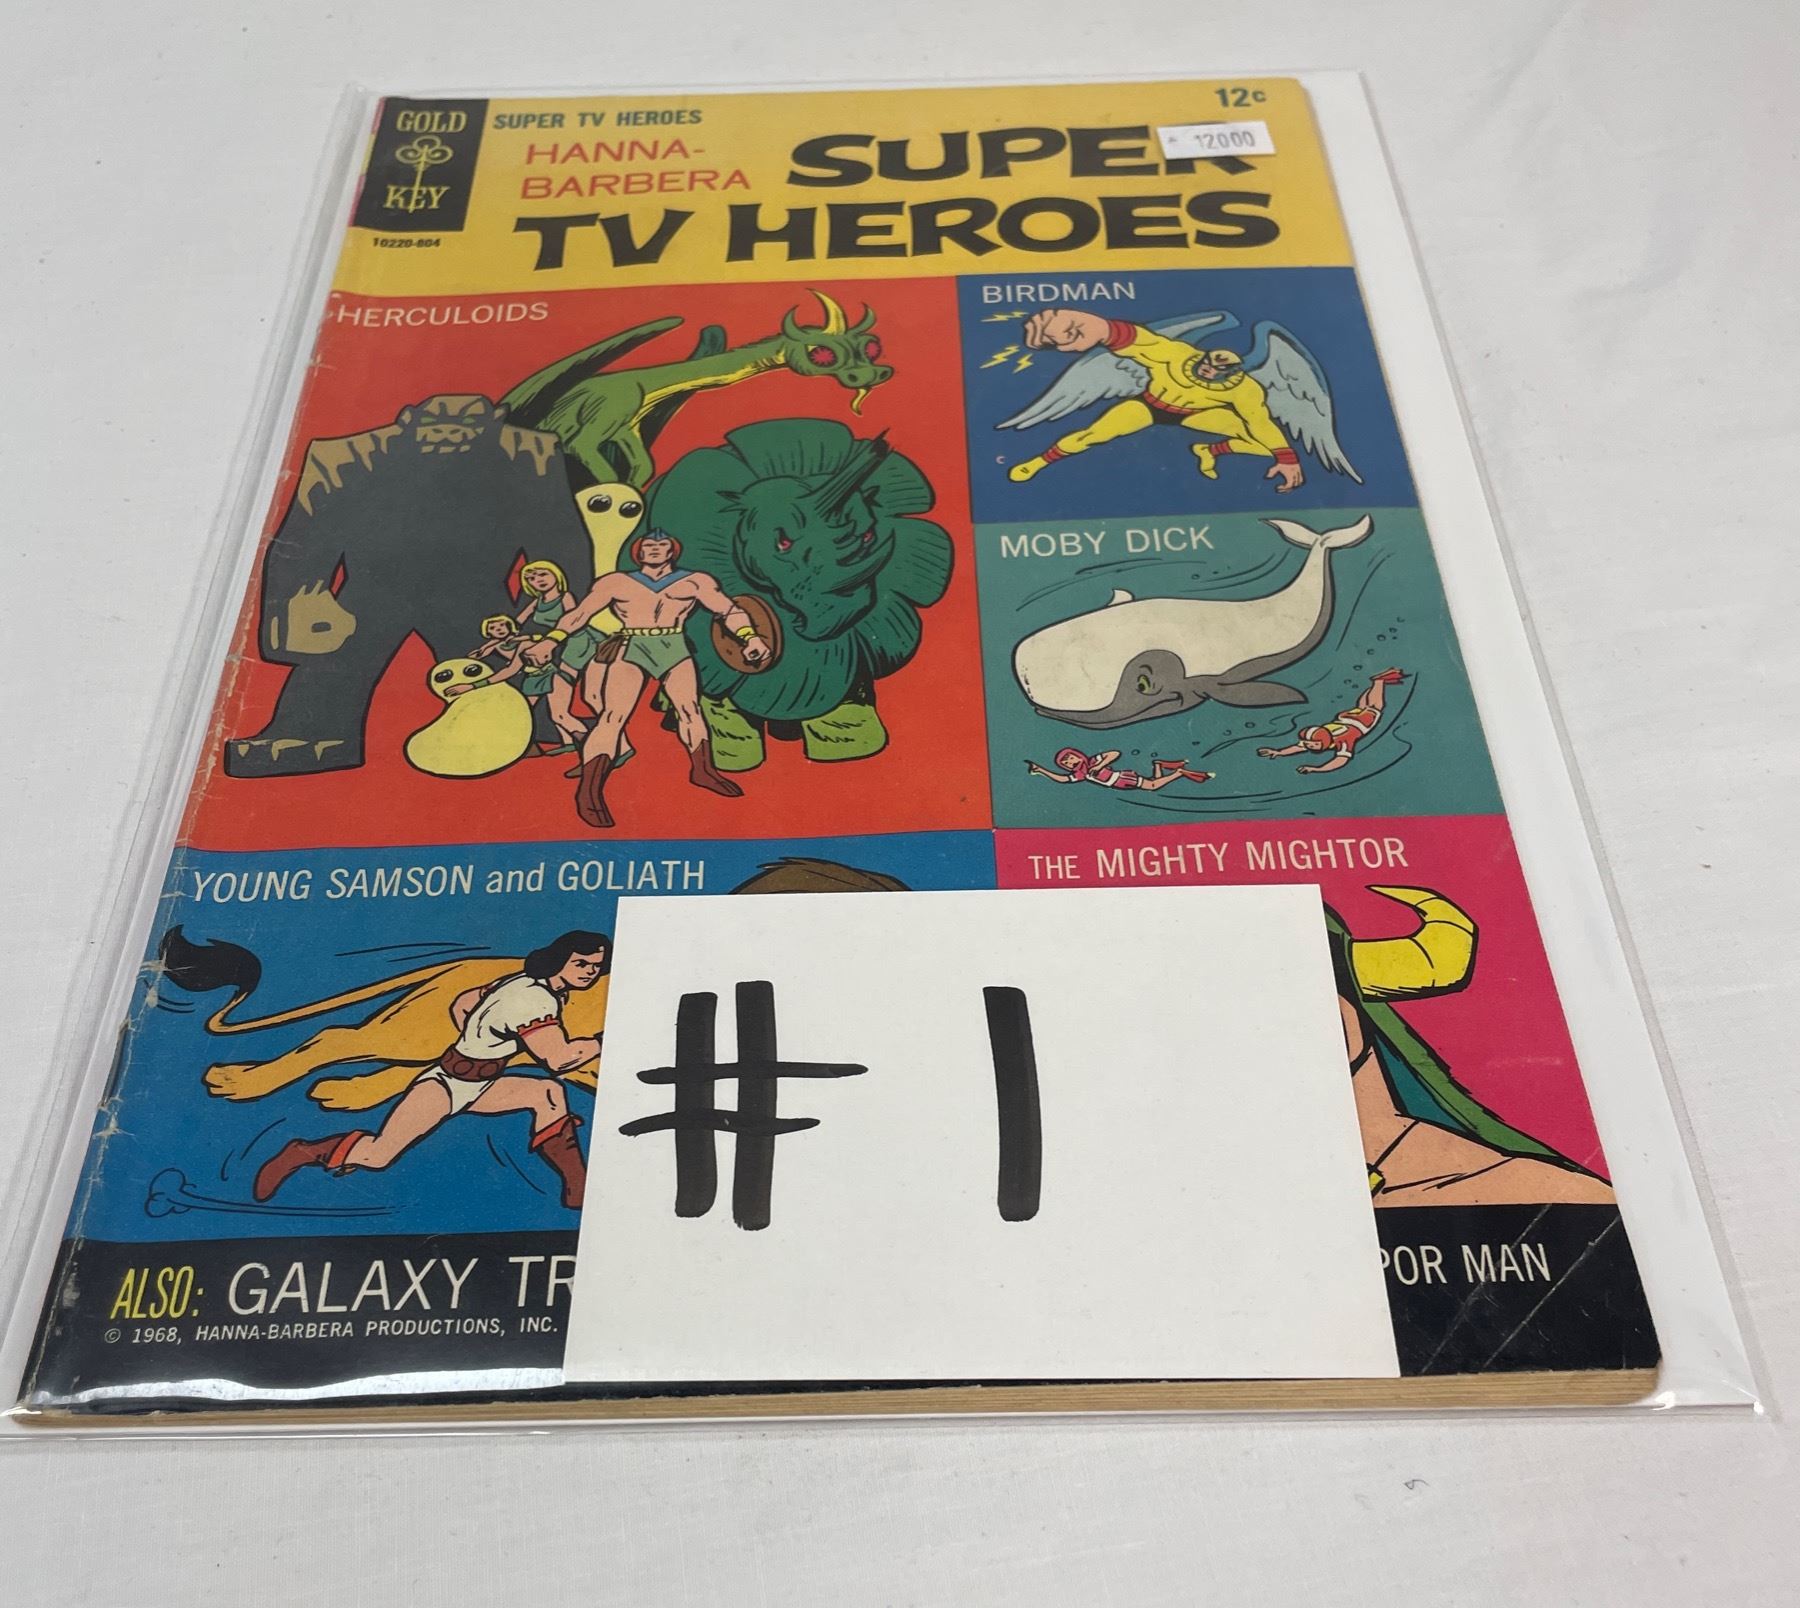 GOLD
KEY
10220-804
SUPER TV HEROES
12¢
HANNA-
BARBERA
SUPER
12000
TV HEROES
HERCULOIDS
BIRDMAN
MOBY DICK
YOUNG SAMSON and GOLIATH
THE MIGHTY MIGHTOR
# 1
ALSO: GALAXY TR
POR MAN
© 1968, HANNA-BARBERA PRODUCTIONS, INC.